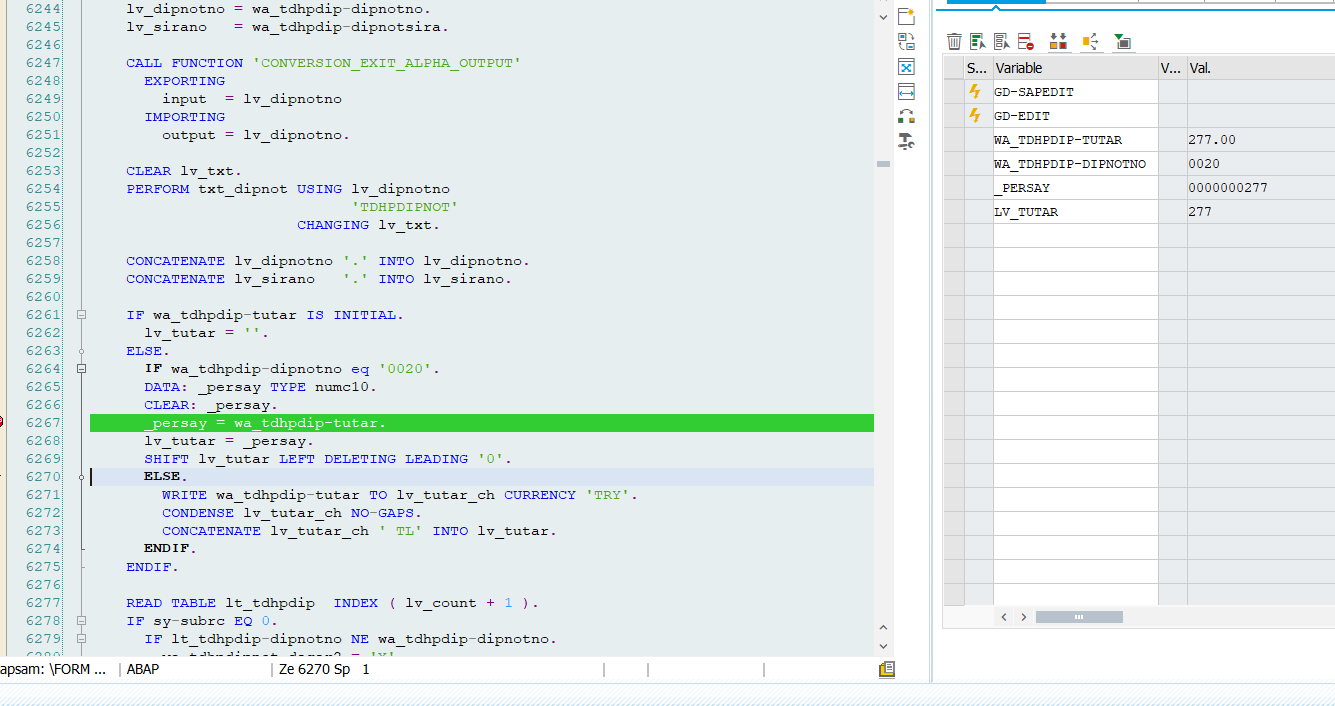 6244 lv_dipnotno = wa_tdhpdip-dipnotno.
6245 lv_sirano   = wa_tdhpdip-dipnotsira.
6246
6247 CALL FUNCTION 'CONVERSION_EXIT_ALPHA_OUTPUT'
6248   EXPORTING
6249     input  = lv_dipnotno
6250   IMPORTING
6251     output = lv_dipnotno.
6252
6253 CLEAR lv_txt.
6254 PERFORM txt_dipnot USING lv_dipnotno
6255                          'TDHPDIPNOT'
6256                    CHANGING lv_txt.
6257
6258 CONCATENATE lv_dipnotno '.' INTO lv_dipnotno.
6259 CONCATENATE lv_sirano   '.' INTO lv_sirano.
6260
6261 IF wa_tdhpdip-tutar IS INITIAL.
6262   lv_tutar = ''.
6263 ELSE.
6264   IF wa_tdhpdip-dipnotno eq '0020'.
6265   DATA: _persay TYPE numc10.
6266   CLEAR: _persay.
6267   _persay = wa_tdhpdip-tutar.
6268   lv_tutar = _persay.
6269   SHIFT lv_tutar LEFT DELETING LEADING '0'.
6270   ELSE.
6271     WRITE wa_tdhpdip-tutar TO lv_tutar_ch CURRENCY 'TRY'.
6272     CONDENSE lv_tutar_ch NO-GAPS.
6273     CONCATENATE lv_tutar_ch ' TL' INTO lv_tutar.
6274   ENDIF.
6275 ENDIF.
6276
6277 READ TABLE lt_tdhpdip  INDEX ( lv_count + 1 ).
6278 IF sy-subrc EQ 0.
6279   IF lt_tdhpdip-dipnotno NE wa_tdhpdip-dipnotno.
apsam: \FORM ... ABAP Ze 6270 Sp 1
S... Variable V... Val.
GD-SAPEDIT
GD-EDIT
WA_TDHPDIP-TUTAR 277.00
WA_TDHPDIP-DIPNOTNO 0020
_PERSAY 0000000277
LV_TUTAR 277